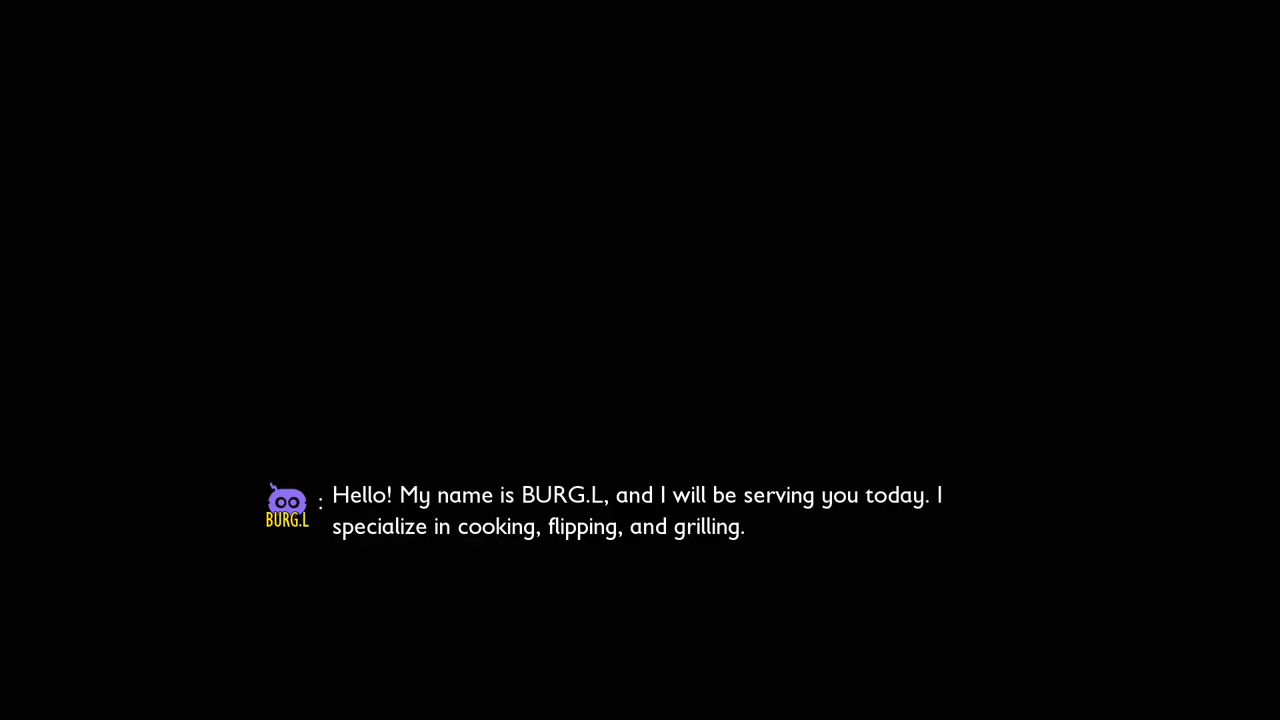 Hello! My name is BURG.L, and I will be serving you today. I
BURG.L : specialize in cooking, flipping, and grilling.